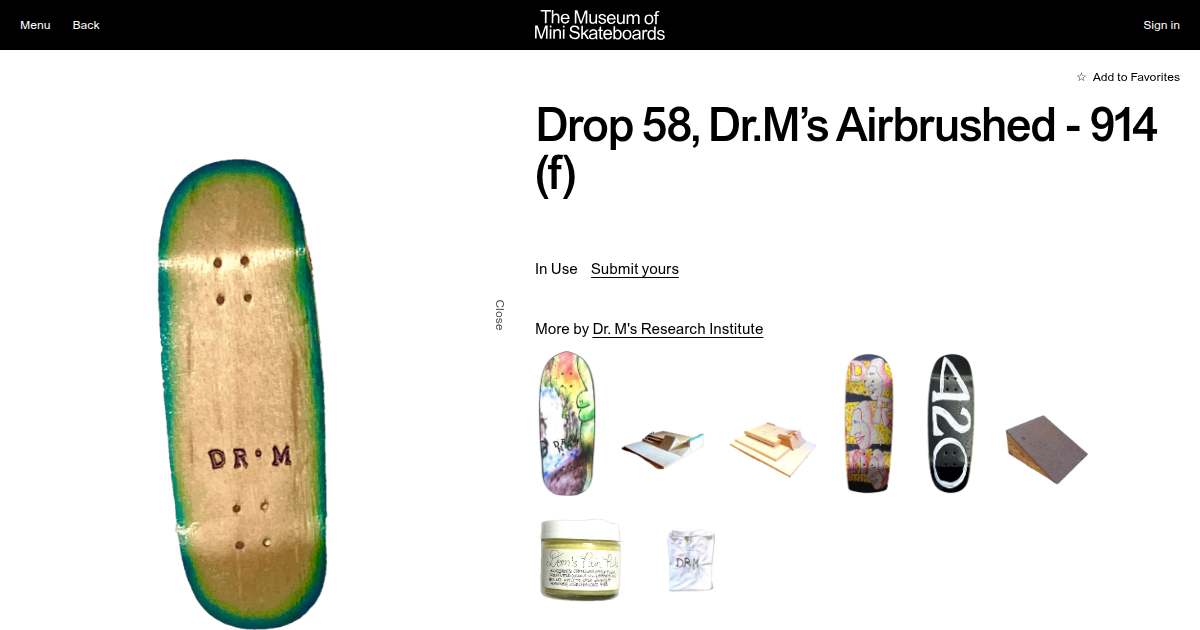 Menu
Back
The Museum of
Mini Skateboards
Sign in
☆ Add to Favorites
Drop 58, Dr.M’s Airbrushed - 914
(f)
In Use
Submit yours
Close
More by Dr. M's Research Institute
DR•M
420
DRM